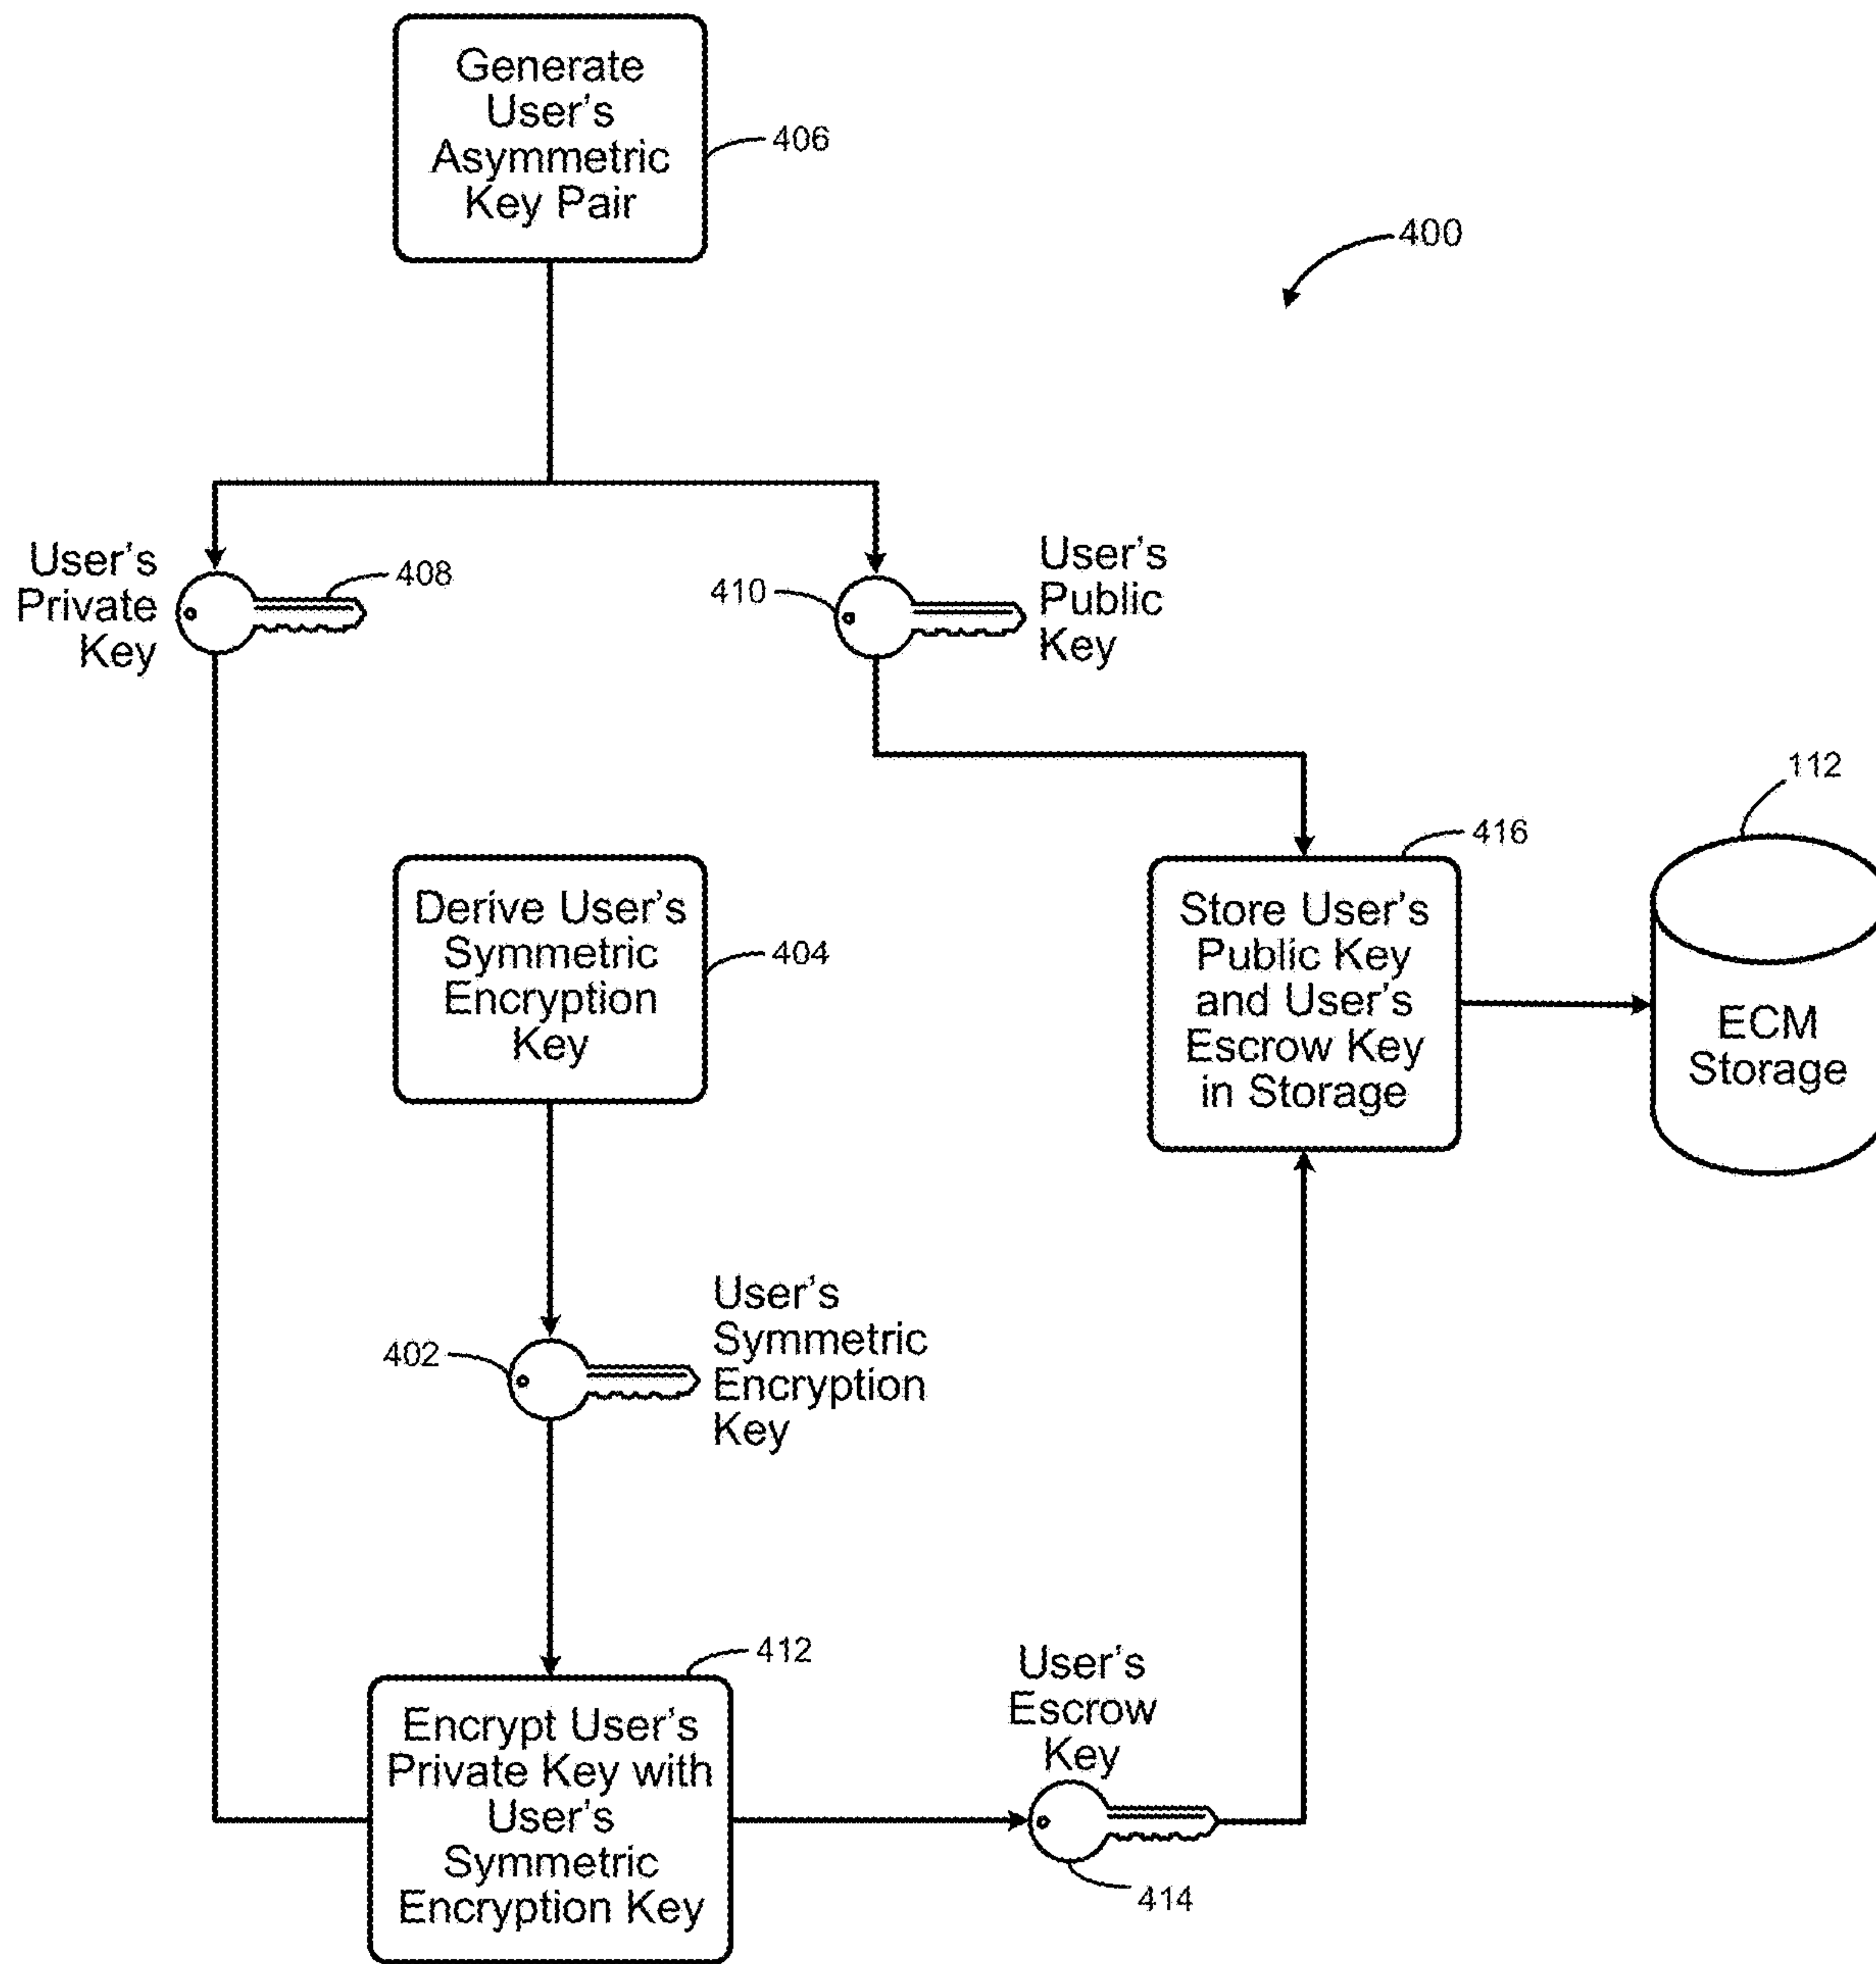 Generate
User's
Asymmetric
Key Pair
406
400
User's
Private
Key
408
410
User's
Public
Key
112
416
Derive User's
Symmetric
Encryption
Key
404
Store User's
Public Key
and User's
Escrow Key
in Storage
ECM
Storage
402
User's
Symmetric
Encryption
Key
412
Encrypt User's
Private Key with
User's
Symmetric
Encryption Key
User's
Escrow
Key
414